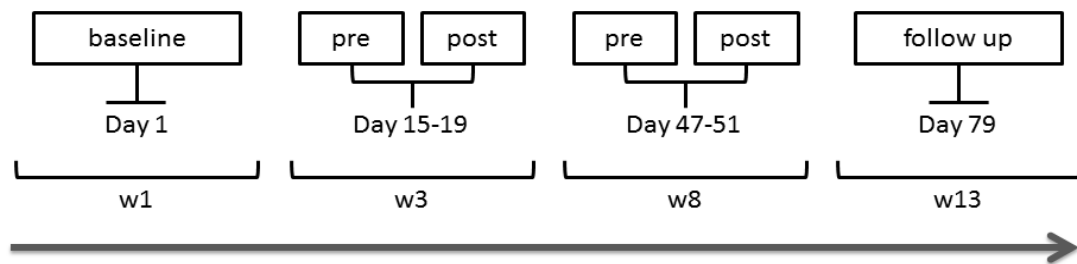 baseline pre post pre post follow up
Day 1 Day 15-19 Day 47-51 Day 79
w1 w3 w8 w13